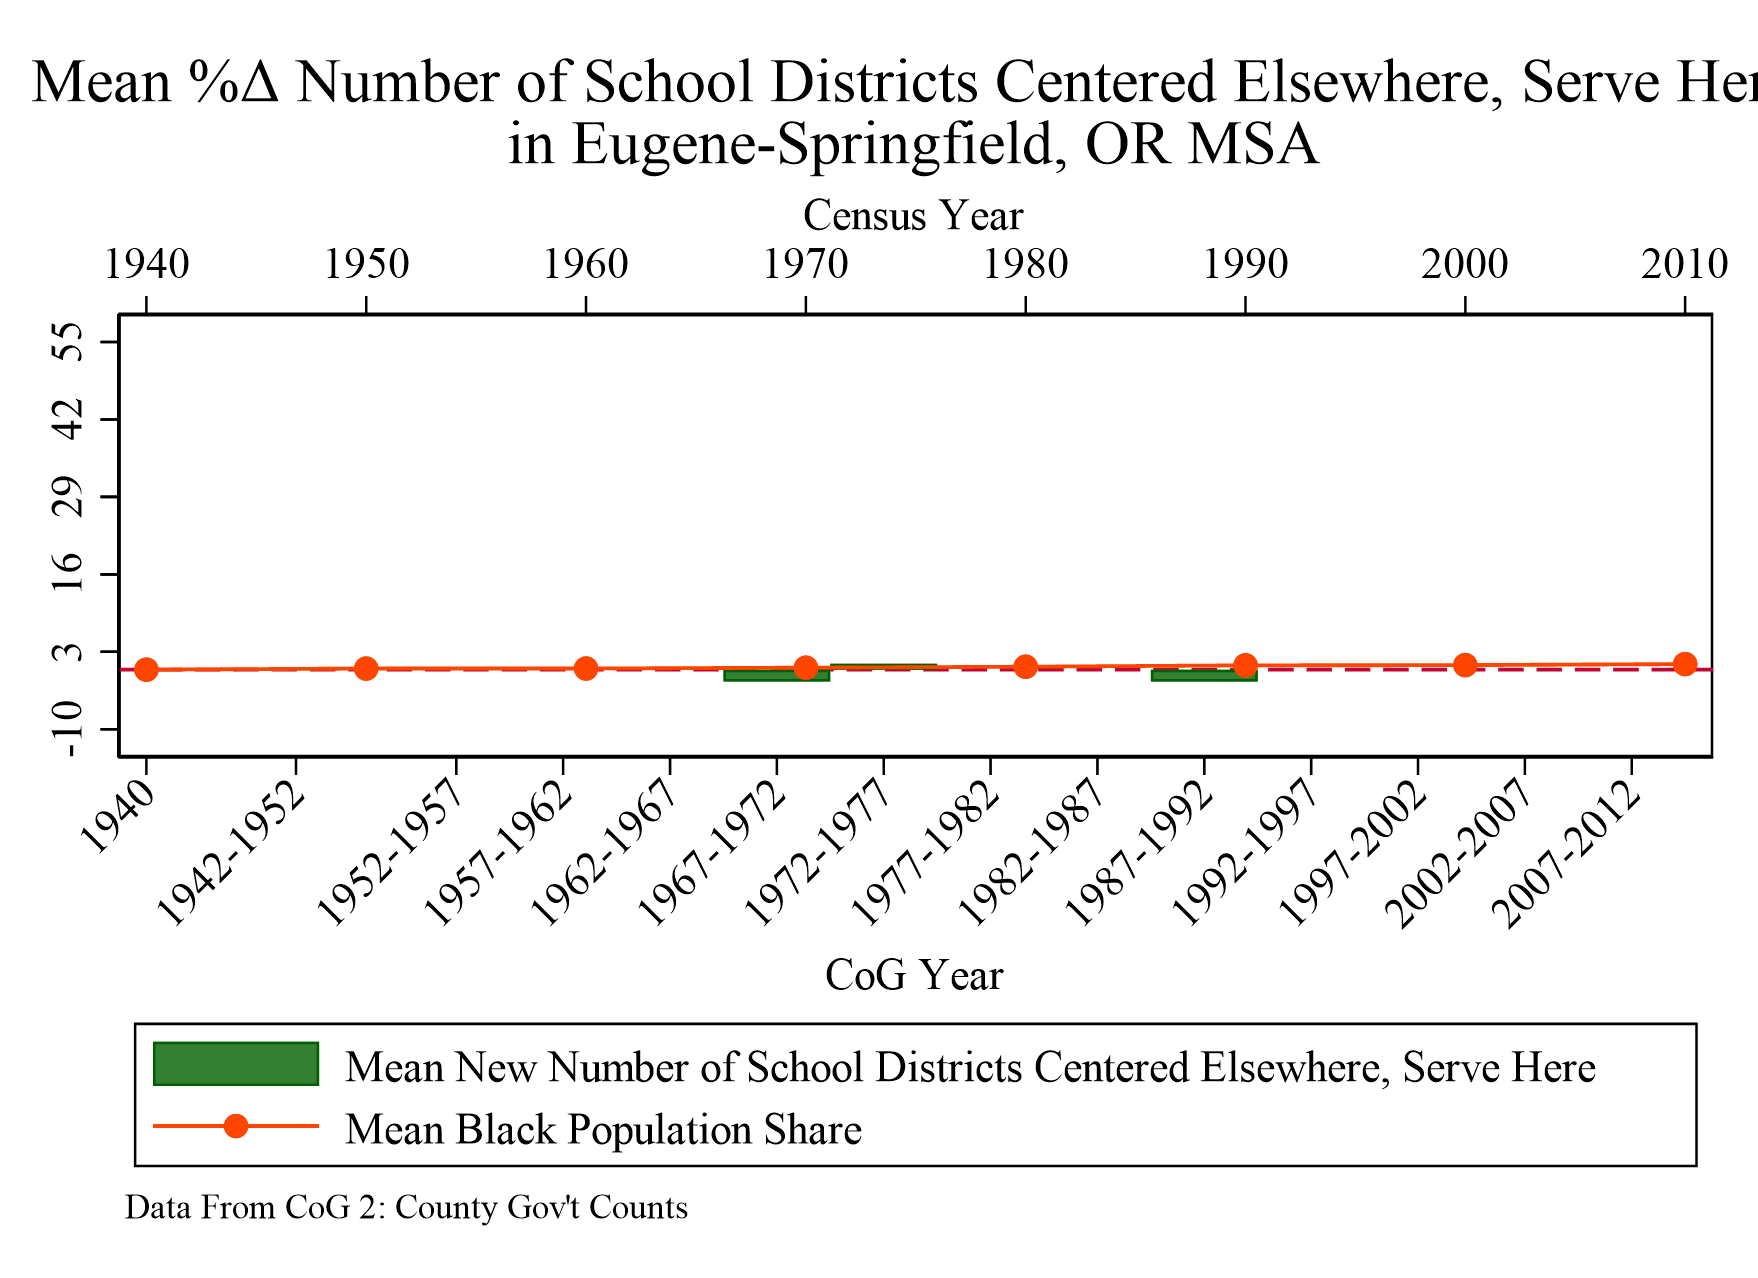 Mean %Δ Number of School Districts Centered Elsewhere, Serve Her
in Eugene-Springfield, OR MSA
Census Year
1940 1950 1960 1970 1980 1990 2000 2010
55
42
29
16
3
-10
1940 1942-1952 1952-1957 1957-1962 1962-1967 1967-1972 1972-1977 1977-1982 1982-1987 1987-1992 1992-1997 1997-2002 2002-2007 2007-2012
CoG Year
Mean New Number of School Districts Centered Elsewhere, Serve Here
Mean Black Population Share
Data From CoG 2: County Gov't Counts